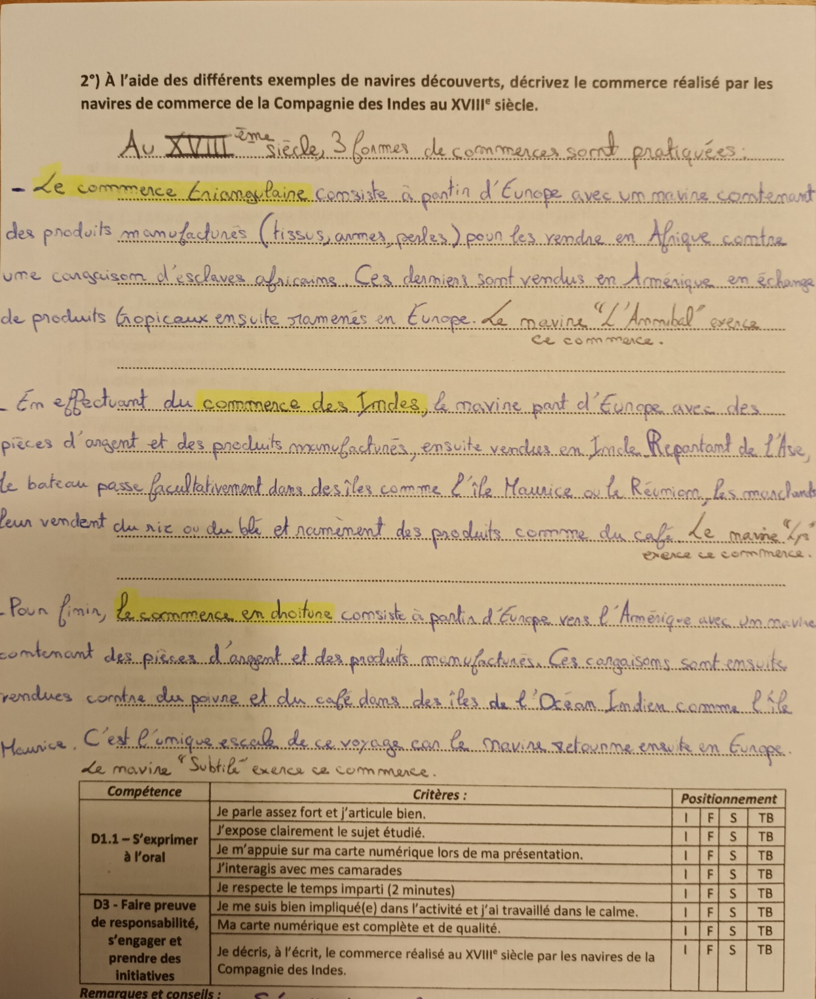 2°) À l'aide des différents exemples de navires découverts, décrivez le commerce réalisé par les
navires de commerce de la Compagnie des Indes au XVIIIe siècle.
Au XVIII ème siècle, 3 formes de commerces sont pratiquées :
- Le commerce triangulaire consiste à partir d'Europe avec un navire contenant
des produits manufacturés (tissus, armes, perles) pour les vendre en Afrique contre
une cargaison d'esclaves africains. Ces derniers sont vendus en Amérique en échange
de produits tropicaux ensuite ramenés en Europe. Le navire "L'Annibal" exerce
ce commerce.
- En effectuant du commerce des Indes, le navire part d'Europe avec des
pièces d'argent et des produits manufacturés, ensuite vendues en Inde. Repartant de l'Asie,
le bateau passe facultativement dans des îles comme l'île Maurice ou la Réunion, les marchands
leur vendent du riz ou du blé et ramènent des produits comme du café. Le navire "Lys"
exerce ce commerce.
- Pour finir, le commerce en droiture consiste à partir d'Europe vers l'Amérique avec un navire
contenant des pièces d'argent et des produits manufacturés. Ces cargaisons sont ensuite
vendues contre du poivre et du café dans des îles de l'Océan Indien comme l'île
Maurice. C'est l'unique escale de ce voyage car le navire retourne ensuite en Europe.
Le navire "Subtile" exerce ce commerce.
Compétence Critères : Positionnement
D1.1 – S'exprimer
à l'oral
Je parle assez fort et j'articule bien. I F S TB
J'expose clairement le sujet étudié. I F S TB
Je m'appuie sur ma carte numérique lors de ma présentation. I F S TB
J'interagis avec mes camarades I F S TB
Je respecte le temps imparti (2 minutes) I F S TB
D3 - Faire preuve
de responsabilité,
s'engager et
prendre des
initiatives
Je me suis bien impliqué(e) dans l'activité et j'ai travaillé dans le calme. I F S TB
Ma carte numérique est complète et de qualité. I F S TB
Je décris, à l'écrit, le commerce réalisé au XVIIIe siècle par les navires de la I F S TB
Compagnie des Indes.
Remarques et conseils :